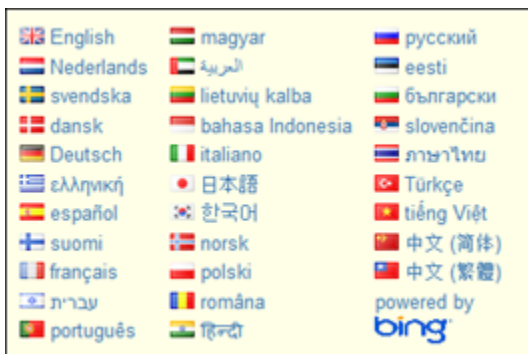 English
Nederlands
svendska
dansk
Deutsch
ελληνική
español
suomi
français
עברית
português
magyar
العربية
lietuvių kalba
bahasa Indonesia
italiano
日本語
한국어
norsk
polski
româna
हिन्दी
русский
eesti
български
slovenčina
ภาษาไทย
Türkçe
tiếng Việt
中文 (简体)
中文 (繁體)
powered by
bing